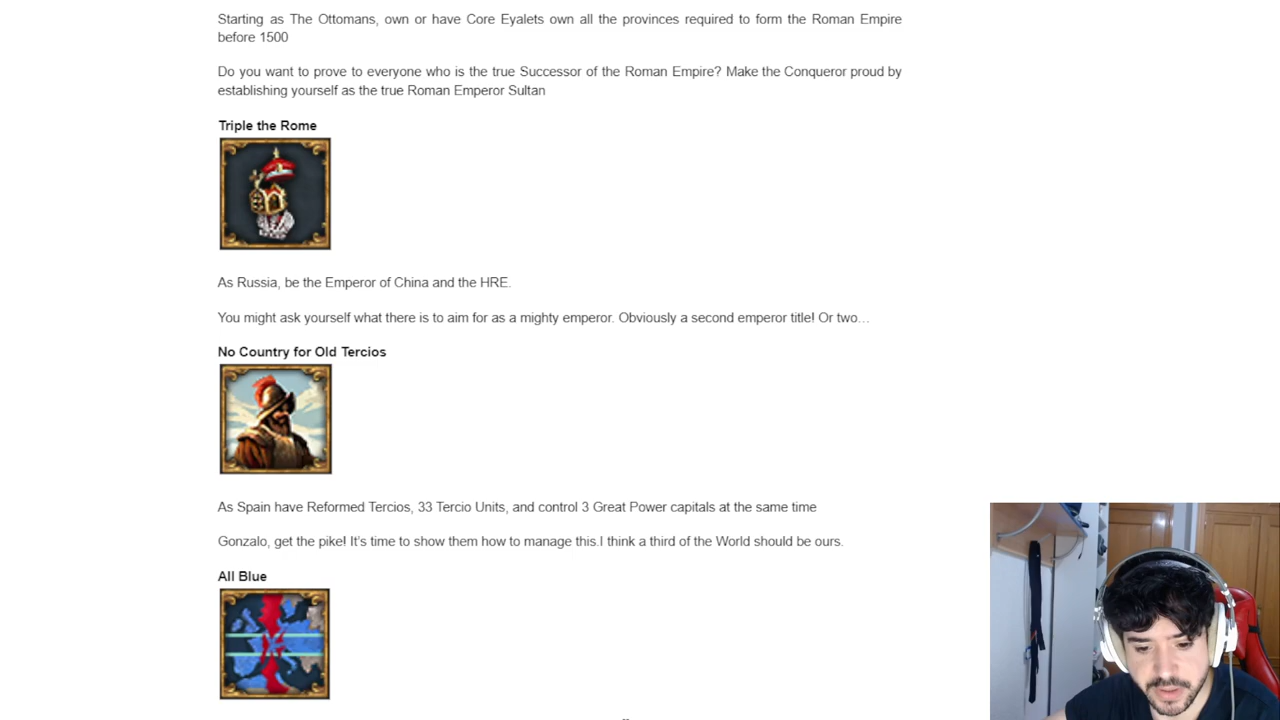 Starting as The Ottomans, own or have Core Eyalets own all the provinces required to form the Roman Empire
before 1500
Do you want to prove to everyone who is the true Successor of the Roman Empire? Make the Conqueror proud by
establishing yourself as the true Roman Emperor Sultan
Triple the Rome
As Russia, be the Emperor of China and the HRE.
You might ask yourself what there is to aim for as a mighty emperor. Obviously a second emperor title! Or two…
No Country for Old Tercios
As Spain have Reformed Tercios, 33 Tercio Units, and control 3 Great Power capitals at the same time
Gonzalo, get the pike! It’s time to show them how to manage this.I think a third of the World should be ours.
All Blue